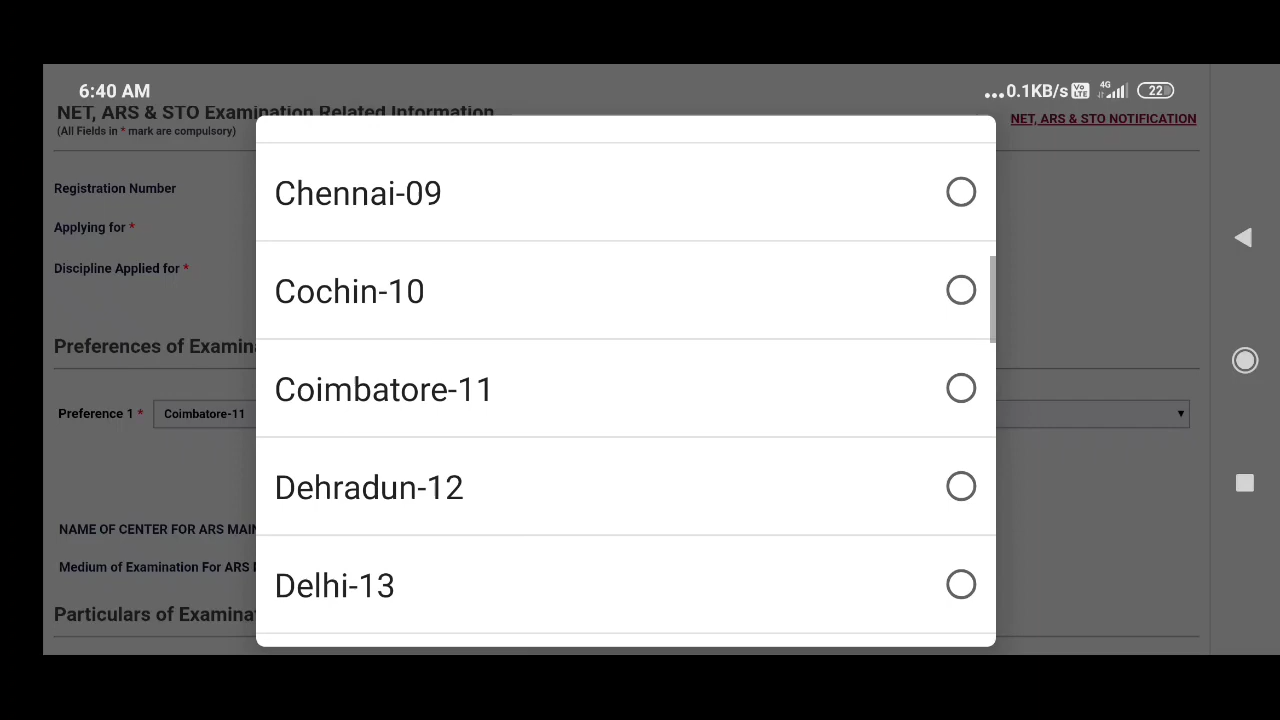 6:40 AM
...0.1KB/s Vo LTE 4G 22
NET, ARS & STO Examination Related Information
(All Fields in * mark are compulsory)
NET, ARS & STO NOTIFICATION
Registration Number
Applying for *
Discipline Applied for *
Preferences of Examina
Preference 1 * Coimbatore-11
NAME OF CENTER FOR ARS MAIN
Medium of Examination For ARS
Particulars of Examinat
Chennai-09
Cochin-10
Coimbatore-11
Dehradun-12
Delhi-13